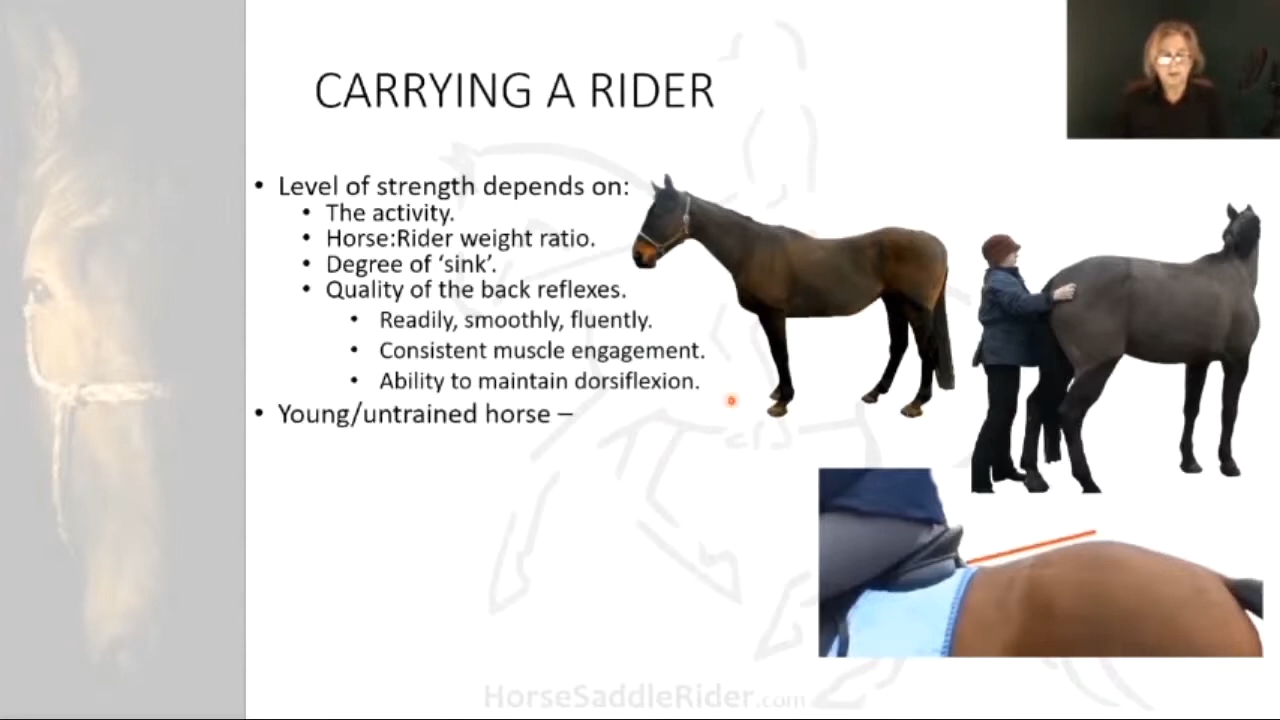 CARRYING A RIDER
• Level of strength depends on:
• The activity.
• Horse:Rider weight ratio.
• Degree of ‘sink’.
• Quality of the back reflexes.
• Readily, smoothly, fluently.
• Consistent muscle engagement.
• Ability to maintain dorsiflexion.
• Young/untrained horse –
HorseSaddleRider.com